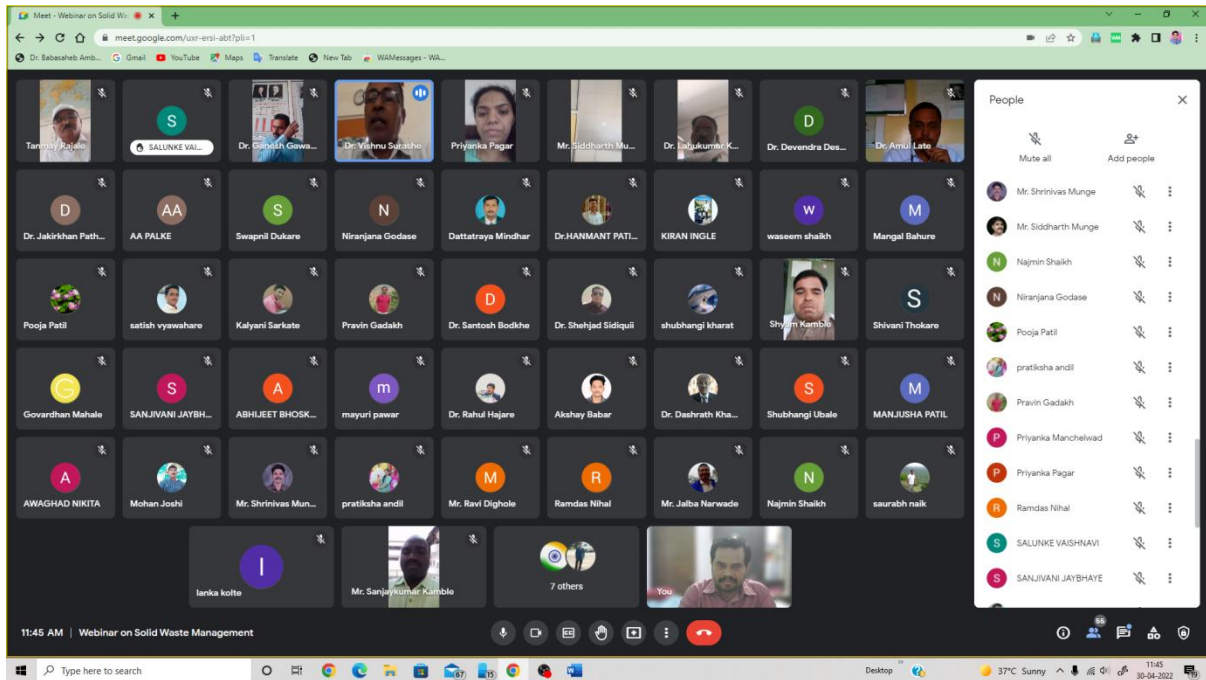 Meet - Webinar on Solid Wa
meet.google.com/uxr-ersi-abt?pli=1
Dr. Babasaheb Amb... Gmail YouTube Maps Translate New Tab WAMessages - WA...
Tanmay Rajale
S
SALUNKE VAI...
Dr. Ganesh Gawa...
Dr. Vishnu Surashe
Priyanka Pagar
Mr. Siddharth Mu...
Dr. Lahukumar K...
D
Dr. Devendra Des...
Dr. Amul Late
D AA S N w M
Dr. Jakirkhan Path... AA PALKE Swapnil Dukare Niranjana Godase Dattatraya Mindhar Dr.HANMANT PATI... KIRAN INGLE waseem shaikh Mangal Bahure
D S
Pooja Patil satish vyawahare Kalyani Sarkate Pravin Gadakh Dr. Santosh Bodkhe Dr. Shehjad Sidiquii shubhangi kharat Shyam Kamble Shivani Thokare
G S A m S M
Govardhan Mahale SANJIVANI JAYBH... ABHIJEET BHOSK... mayuri pawar Dr. Rahul Hajare Akshay Babar Dr. Dashrath Kha... Shubhangi Ubale MANJUSHA PATIL
A M R N
AWAGHAD NIKITA Mohan Joshi Mr. Shrinivas Mun... pratiksha andil Mr. Ravi Dighole Ramdas Nihal Mr. Jalba Narwade Najmin Shaikh saurabh naik
l
lanka kolte Mr. Sanjaykumar Kamble 7 others You
People
Mute all Add people
Mr. Shrinivas Munge
Mr. Siddharth Munge
N Najmin Shaikh
N Niranjana Godase
Pooja Patil
pratiksha andil
Pravin Gadakh
P Priyanka Manchelwad
P Priyanka Pagar
R Ramdas Nihal
S SALUNKE VAISHNAVI
S SANJIVANI JAYBHAYE
11:45 AM | Webinar on Solid Waste Management
CC
66
Type here to search
67
15
Desktop
37°C Sunny
11:45
30-04-2022
19